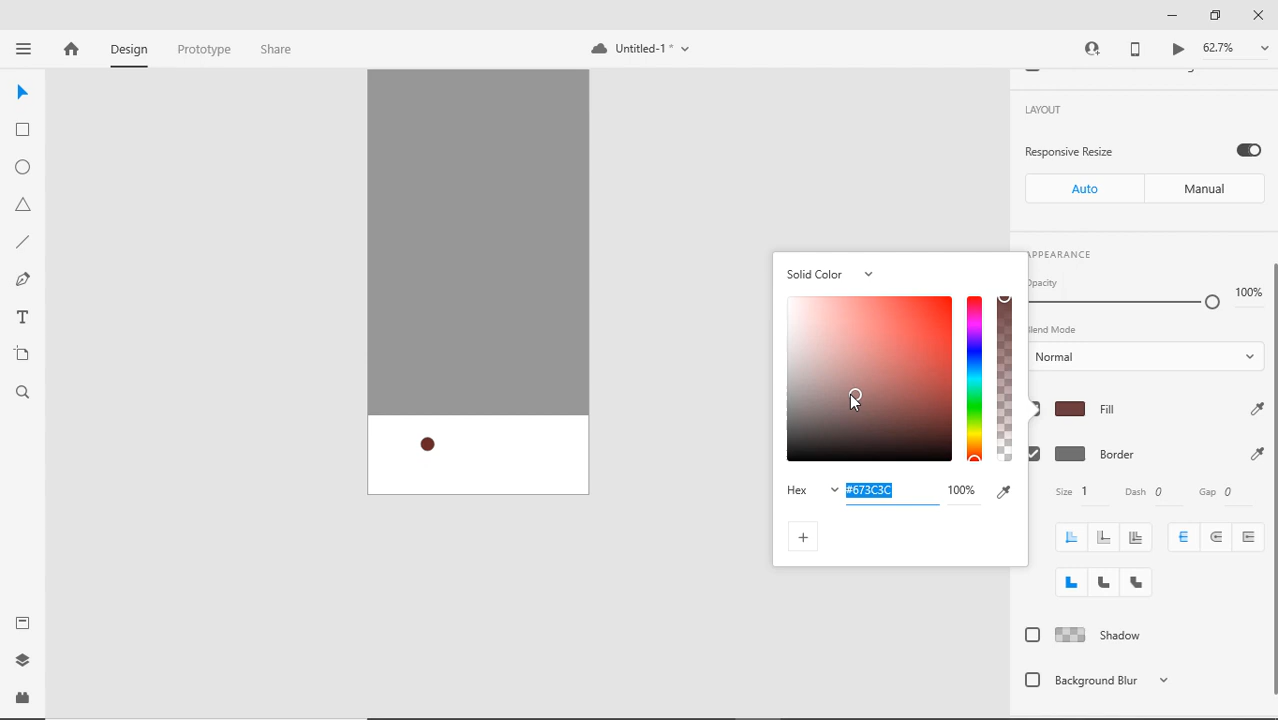 Design
Prototype
Share
Untitled-1 *
62.7%
LAYOUT
Responsive Resize
Auto
Manual
APPEARANCE
Opacity
100%
Blend Mode
Normal
Solid Color
Fill
Border
Hex
#673C3C
100%
Size
1
Dash
0
Gap
0
+
Shadow
Background Blur